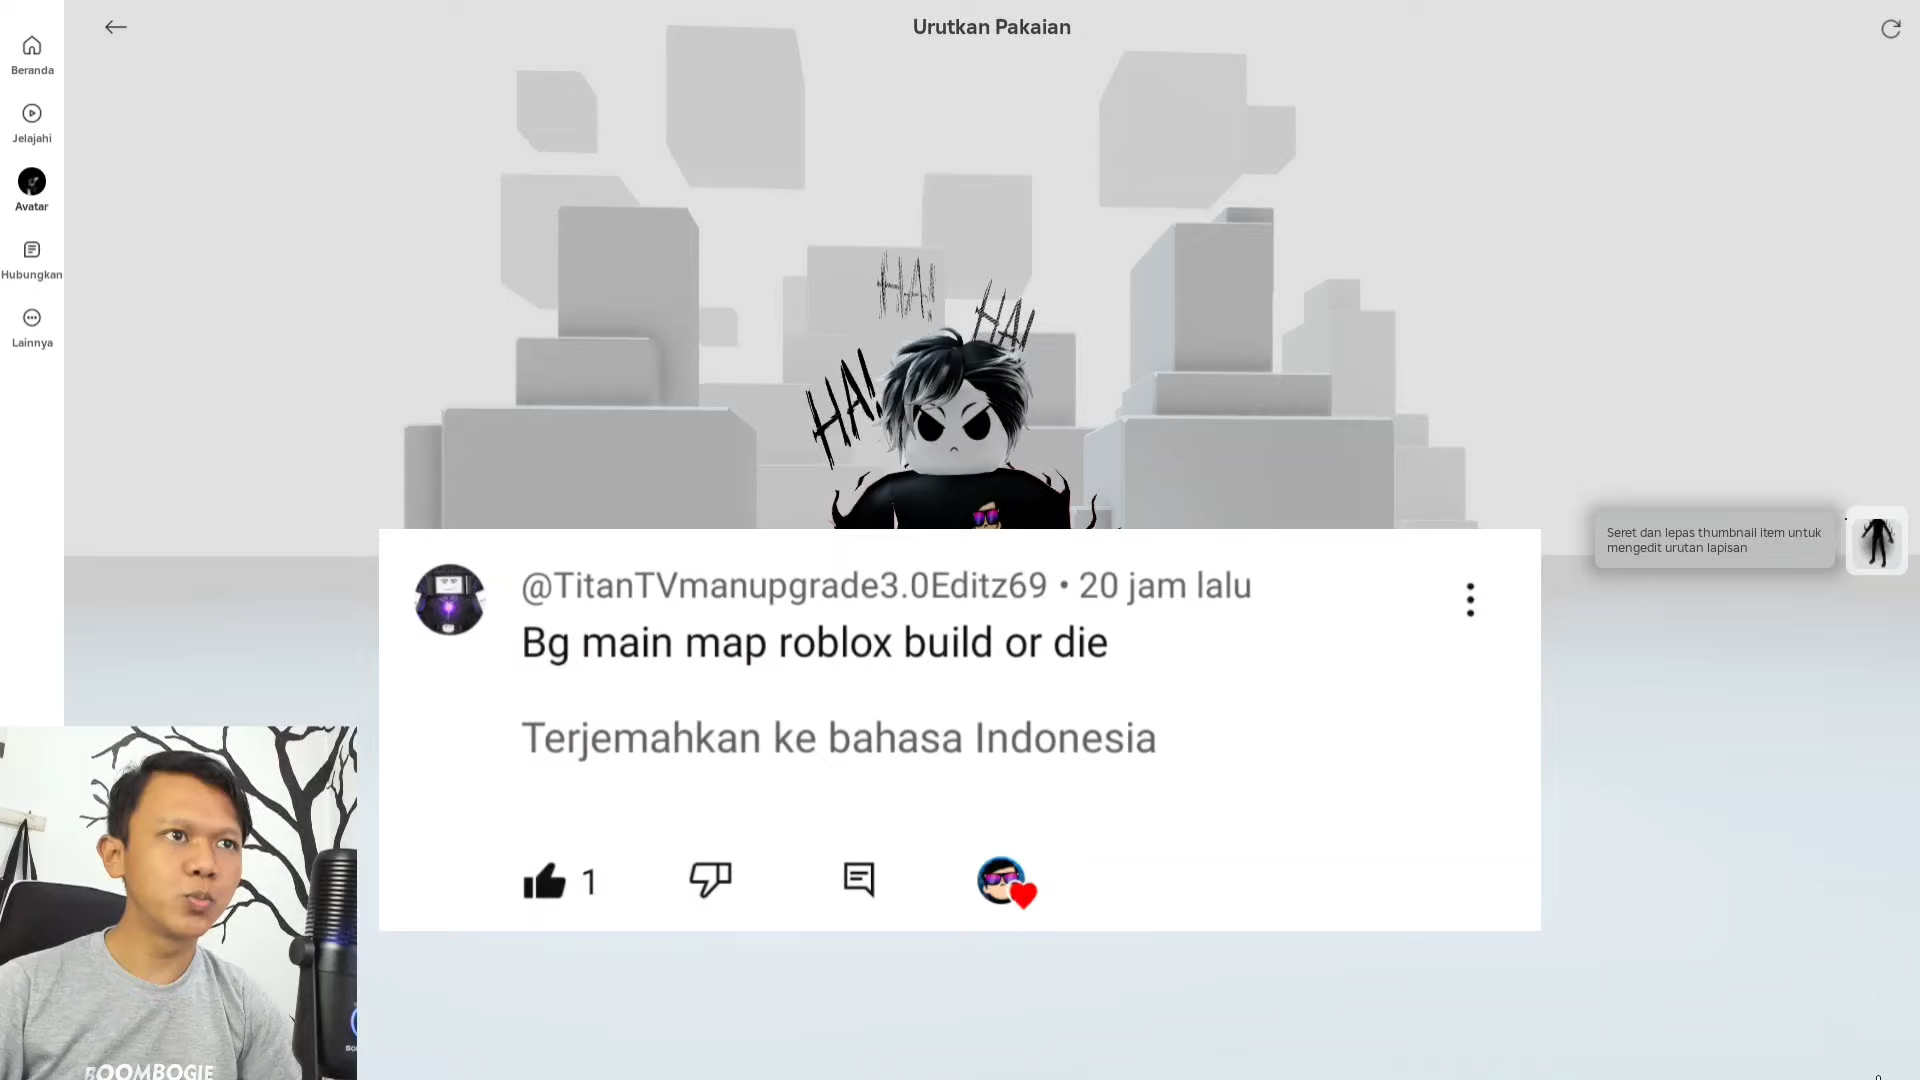 Urutkan Pakaian
Beranda
Jelajahi
Avatar
Hubungkan
Lainnya
HA!
HA!
HA!
Seret dan lepas thumbnail item untuk
mengedit urutan lapisan
@TitanTVmanupgrade3.0Editz69 • 20 jam lalu
Bg main map roblox build or die
Terjemahkan ke bahasa Indonesia
1
BOOMBOGIE